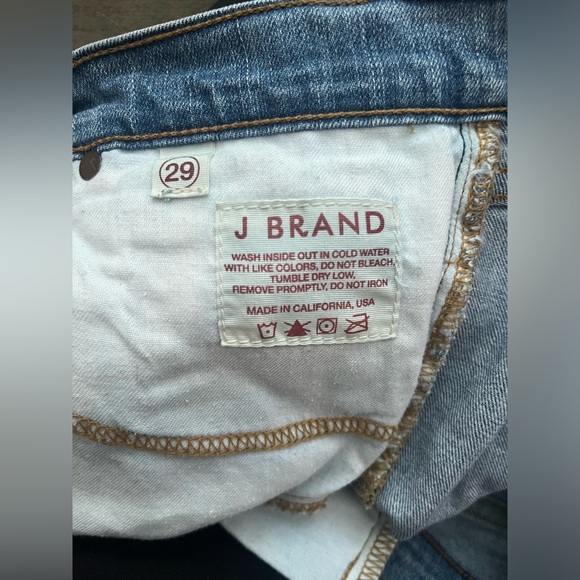 29
J BRAND
WASH INSIDE OUT IN COLD WATER
WITH LIKE COLORS, DO NOT BLEACH,
TUMBLE DRY LOW,
REMOVE PROMPTLY, DO NOT IRON
MADE IN CALIFORNIA, USA